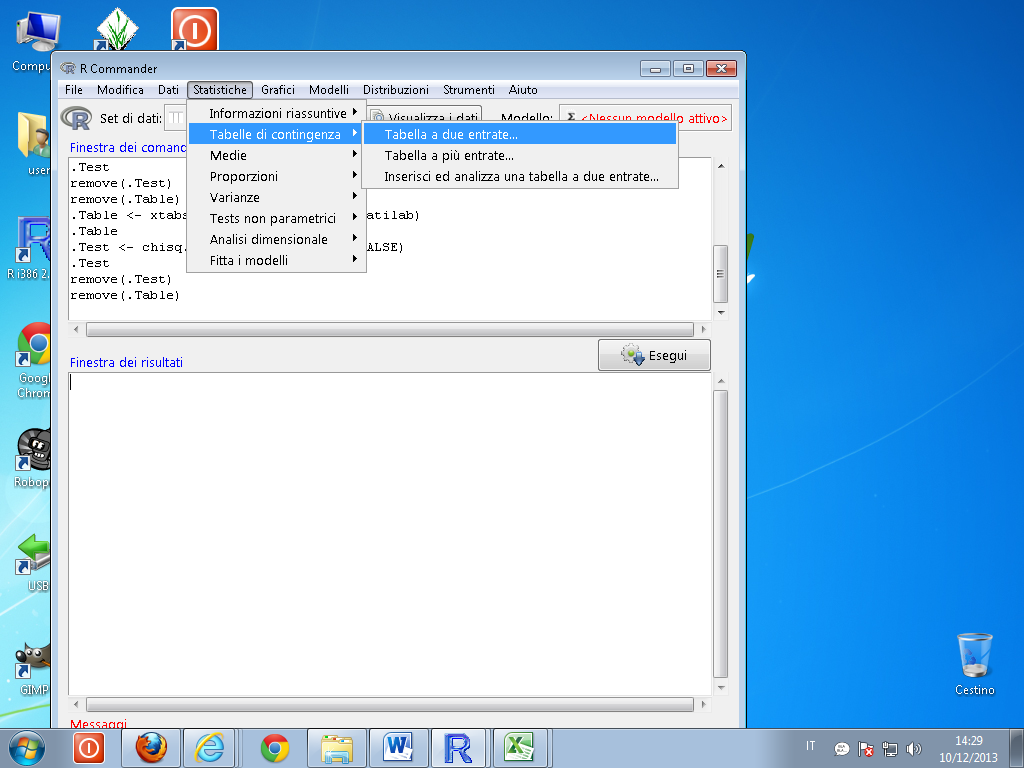 Compu
R Commander
File Modifica Dati Statistiche Grafici Modelli Distribuzioni Strumenti Aiuto
Set di dati: Visualizza i dati Modello: Σ <Nessun modello attivo>
Informazioni riassuntive
Tabelle di contingenza
Medie
Proporzioni
Varianze
Tests non parametrici
Analisi dimensionale
Fitta i modelli
Tabella a due entrate...
Tabella a più entrate...
Inserisci ed analizza una tabella a due entrate...
Finestra dei comand
.Test
remove(.Test)
remove(.Table)
.Table <- xtabs atilab)
.Table
.Test <- chisq. ALSE)
.Test
remove(.Test)
remove(.Table)
Esegui
Finestra dei risultati
Messaggi
user
R i386 2.
Goog
Chrom
Robop
USB
GIMP
Cestino
IT
14:29
10/12/2013